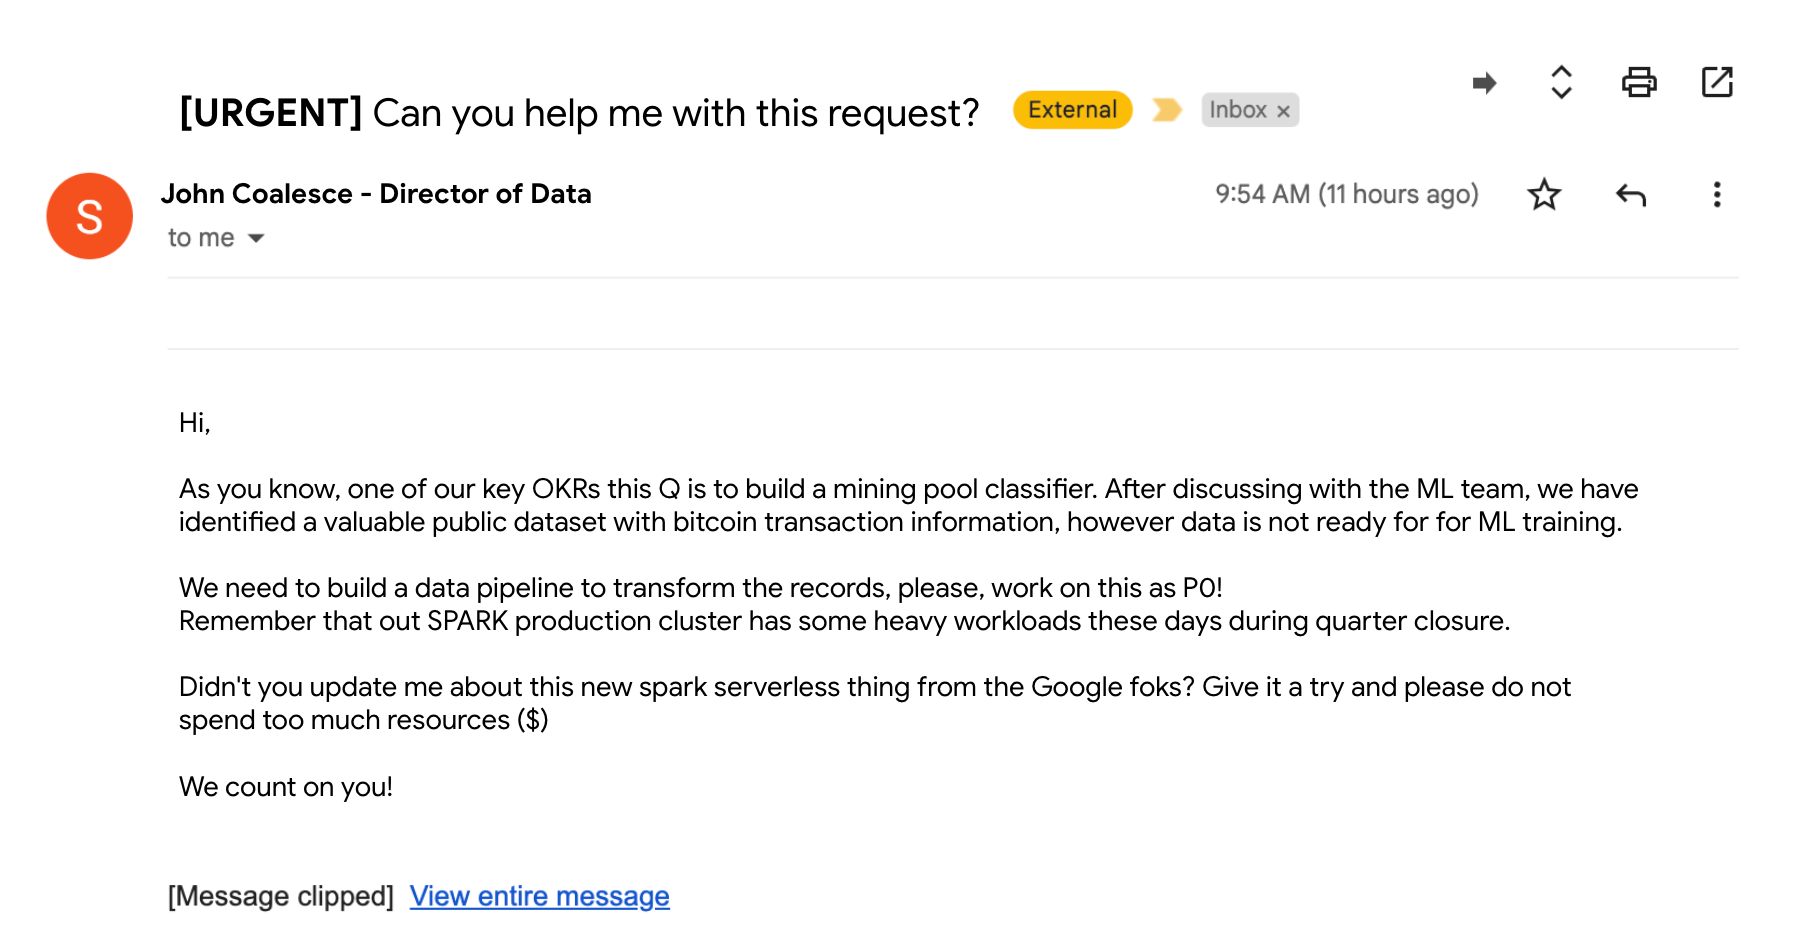 [URGENT] Can you help me with this request? External Inbox ×
S
John Coalesce - Director of Data 9:54 AM (11 hours ago)
to me
Hi,
As you know, one of our key OKRs this Q is to build a mining pool classifier. After discussing with the ML team, we have
identified a valuable public dataset with bitcoin transaction information, however data is not ready for for ML training.
We need to build a data pipeline to transform the records, please, work on this as P0!
Remember that out SPARK production cluster has some heavy workloads these days during quarter closure.
Didn't you update me about this new spark serverless thing from the Google foks? Give it a try and please do not
spend too much resources ($)
We count on you!
[Message clipped] View entire message